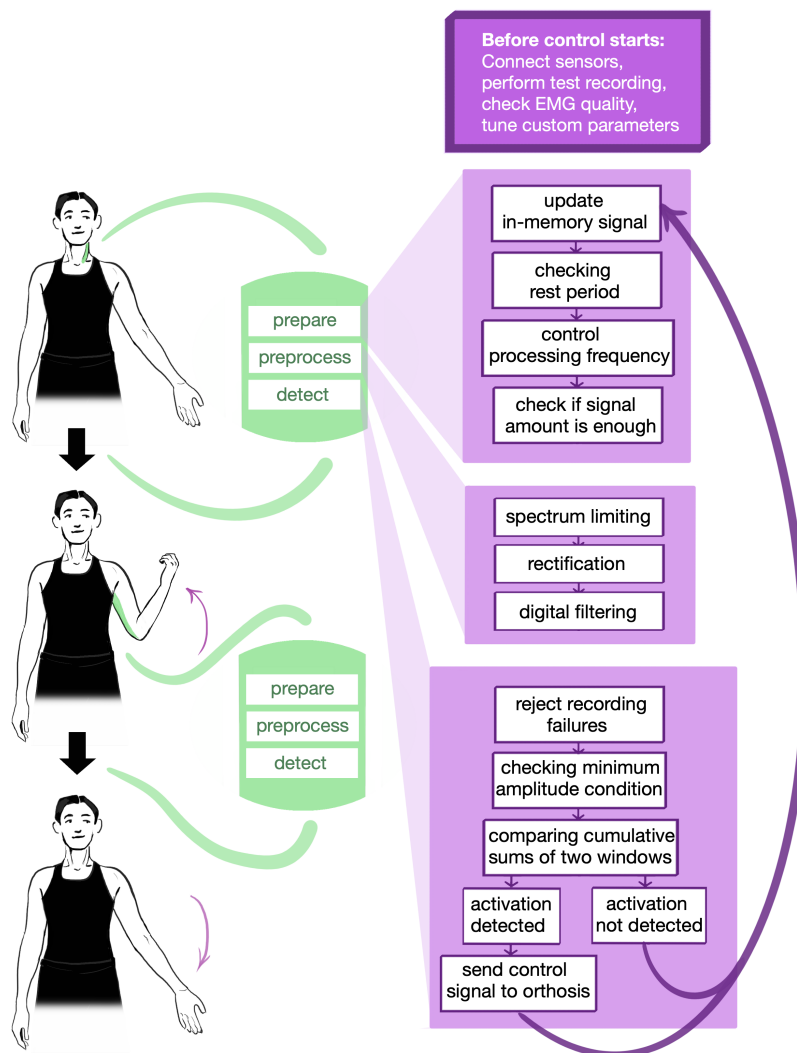 Before control starts:
Connect sensors,
perform test recording,
check EMG quality,
tune custom parameters
update
in-memory signal
checking
rest period
control
processing frequency
check if signal
amount is enough
prepare
preprocess
detect
spectrum limiting
rectification
digital filtering
prepare
preprocess
detect
reject recording
failures
checking minimum
amplitude condition
comparing cumulative
sums of two windows
activation
detected
activation
not detected
send control
signal to orthosis